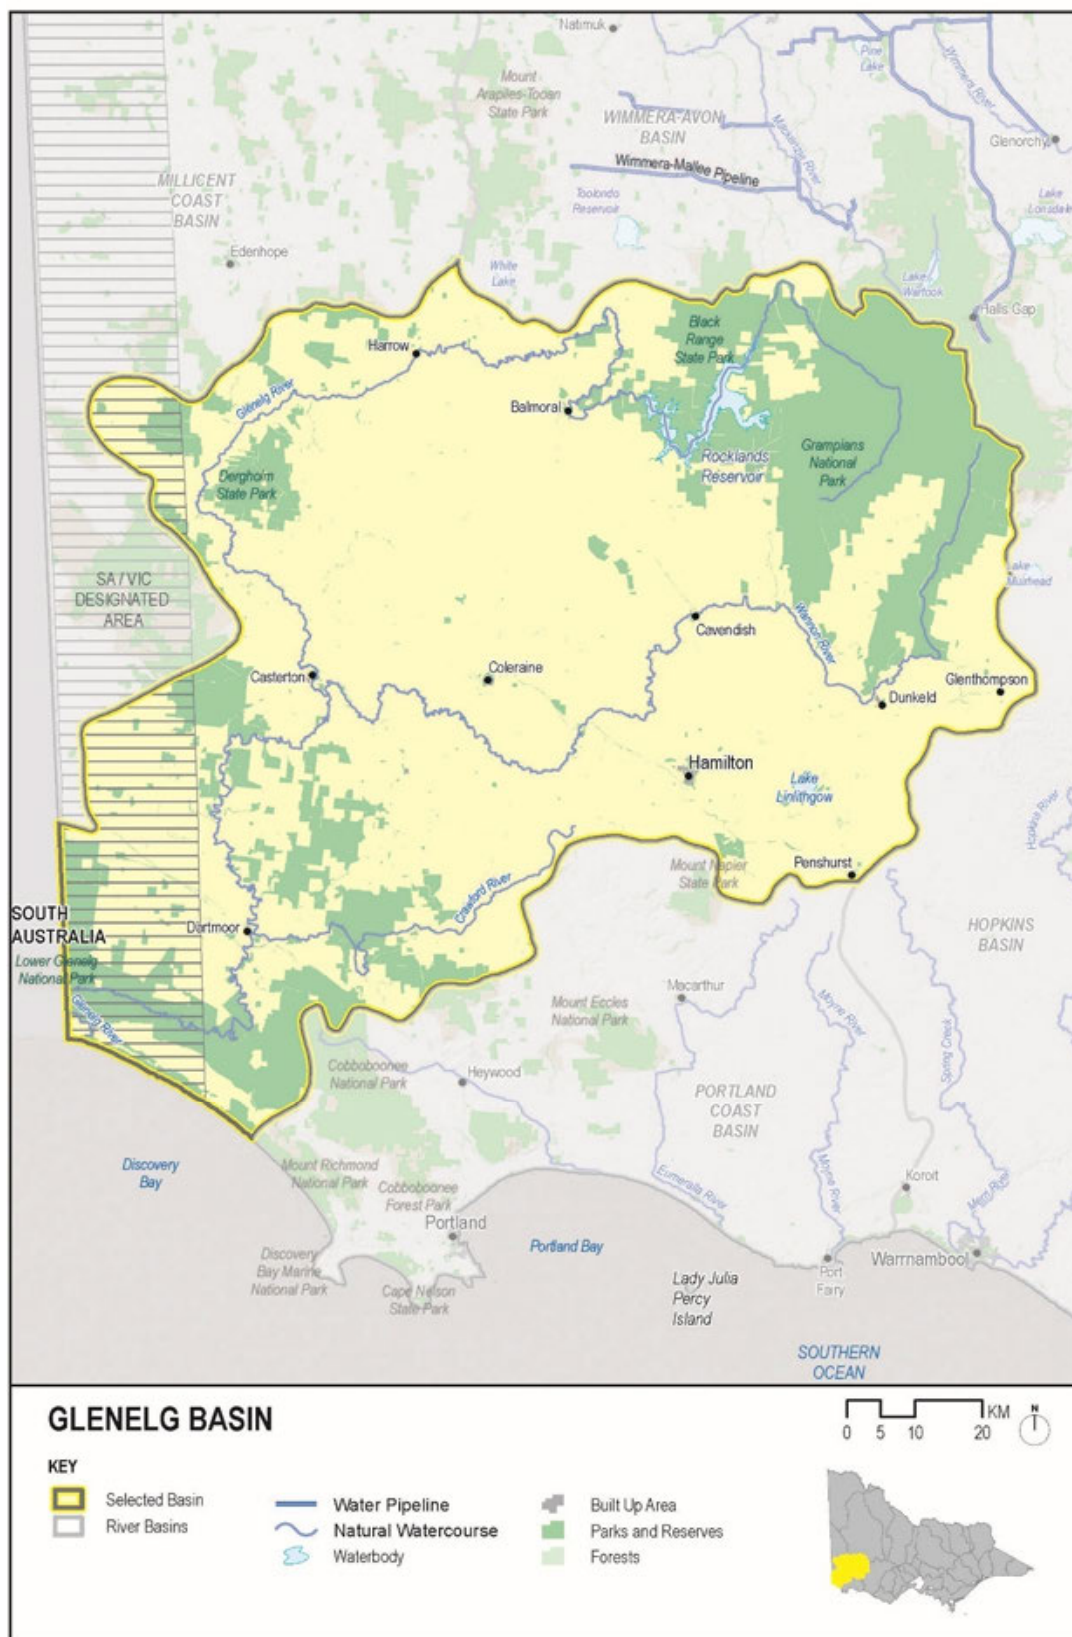 Natimuk
Pine
Lake
Wimmera River
Mount
Arapiles-Tooan
State Park
WIMMERA-AVON
BASIN
Mackenzie River
Glenorchy
Wimmera-Mallee Pipeline
MILLICENT
COAST
BASIN
Toolondo
Reservoir
Lake
Lonsdale
Edenhope
White
Lake
Lake
Wartook
Halls Gap
Black
Range
State Park
Harrow
Glenelg River
Balmoral
Grampians
National
Park
Rocklands
Reservoir
Dergholm
State Park
SA / VIC
DESIGNATED
AREA
Lake
Muirhead
Wannon River
Cavendish
Casterton
Coleraine
Glenthompson
Dunkeld
Hamilton
Lake
Linlithgow
Hopkins River
Mount Napier
State Park
Penshurst
Crawford River
SOUTH
AUSTRALIA
Dartmoor
HOPKINS
BASIN
Lower Glenelg
National Park
Glenelg River
Macarthur
Mount Eccles
National Park
Moyne River
Spring Creek
Cobboboonee
National Park
Heywood
PORTLAND
COAST
BASIN
Discovery
Bay
Mount Richmond
National Park
Cobboboonee
Forest Park
Eumeralla River
Moyne River
Koroit
Merri River
Portland
Portland Bay
Discovery
Bay Marine
National Park
Cape Nelson
State Park
Lady Julia
Percy
Island
Port
Fairy
Warrnambool
SOUTHERN
OCEAN
GLENELG BASIN
KM
N
0 5 10 20
KEY
Selected Basin
River Basins
Water Pipeline
Natural Watercourse
Waterbody
Built Up Area
Parks and Reserves
Forests